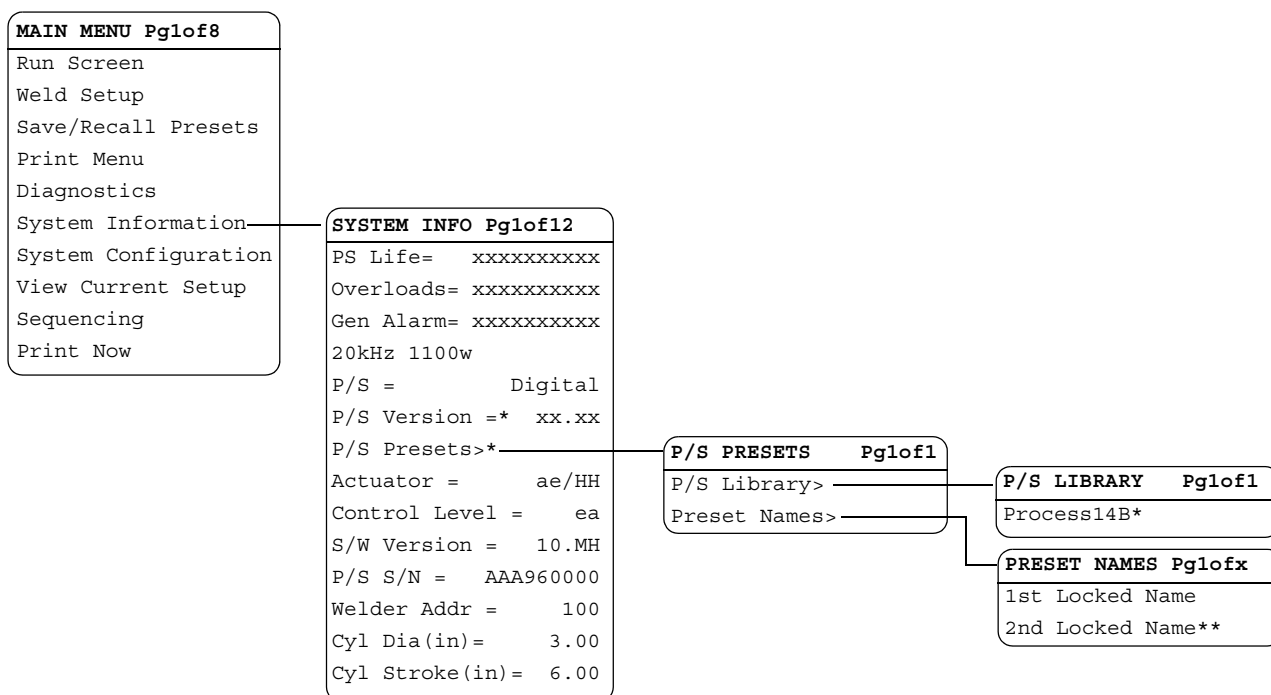 MAIN MENU Pg1of8
Run Screen
Weld Setup
Save/Recall Presets
Print Menu
Diagnostics
System Information
System Configuration
View Current Setup
Sequencing
Print Now
SYSTEM INFO Pg1of12
PS Life= xxxxxxxxxx
Overloads= xxxxxxxxxx
Gen Alarm= xxxxxxxxxx
20kHz 1100w
P/S = Digital
P/S Version =* xx.xx
P/S Presets>*
Actuator = ae/HH
Control Level = ea
S/W Version = 10.MH
P/S S/N = AAA960000
Welder Addr = 100
Cyl Dia(in)= 3.00
Cyl Stroke(in)= 6.00
P/S PRESETS Pg1of1
P/S Library>
Preset Names>
P/S LIBRARY Pg1of1
Process14B*
PRESET NAMES Pg1ofx
1st Locked Name
2nd Locked Name**